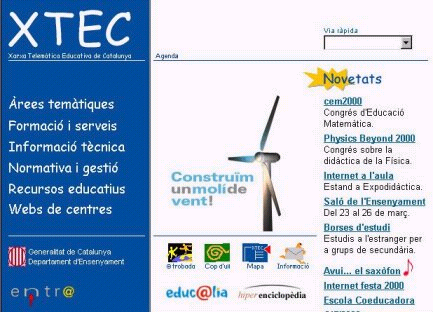 XTEC
Xarxa Telemàtica Educativa de Catalunya
Agenda
Via ràpida
Àrees temàtiques
Formació i serveis
Informació tècnica
Normativa i gestió
Recursos educatius
Webs de centres
Generalitat de Catalunya
Departament d'Ensenyament
entr@
Construïm
un molí de
vent!
@trobado
Cop d'ull
XTEC
Mapa
Informació
educ@lia
hiperenciclopèdia
Novetats
cem2000
Congrés d'Educació
Matemàtica.
Physics Beyond 2000
Congrés sobre la
didàctica de la Física.
Internet a l'aula
Estand a Expodidàctica.
Saló de l'Ensenyament
Del 23 al 26 de març.
Borses d'estudi
Estudis a l'estranger per
a grups de secundària.
Avui... el saxófon
Internet festa 2000
Escola Coeducadora